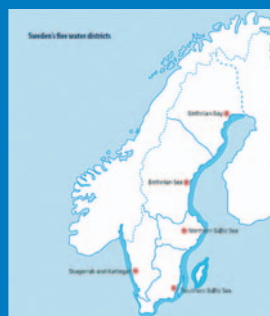 Sweden's five water districts
Bothnian Bay
Bothnian Sea
Northern Baltic Sea
Skagerrak and Kattegat
Southern Baltic Sea